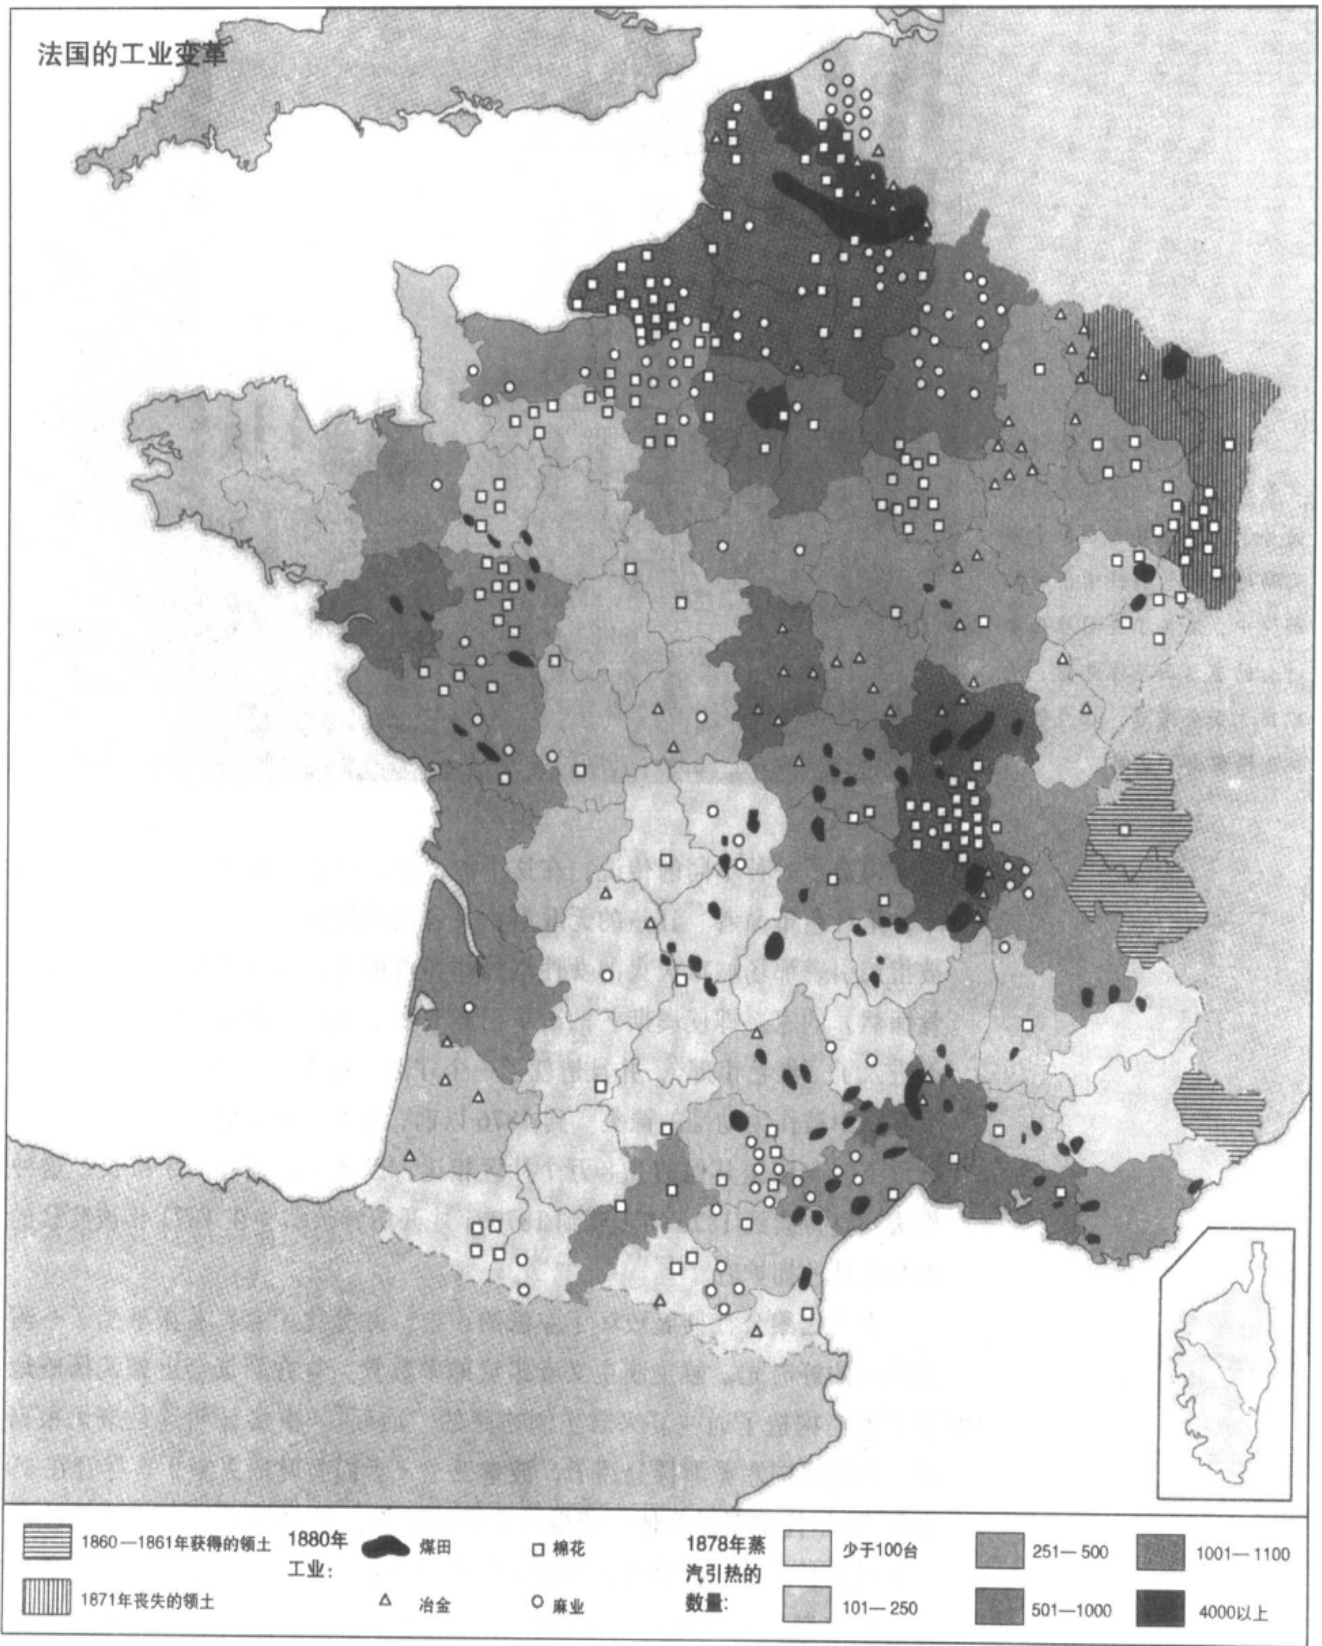 法国的工业变革
1860—1861年获得的领土
1871年丧失的领土
1880年
工业：
煤田
棉花
冶金
麻业
1878年蒸
汽引热的
数量：
少于100台
101—250
251—500
501—1000
1001—1100
4000以上